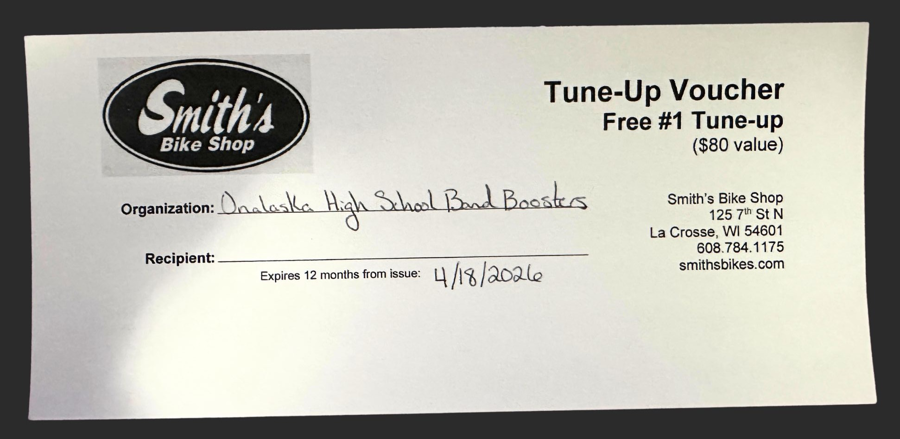 Smith's
Bike Shop
Tune-Up Voucher
Free #1 Tune-up
($80 value)
Organization: Onalaska High School Band Boosters
Recipient:
Expires 12 months from issue: 4/18/2026
Smith's Bike Shop
125 7th St N
La Crosse, WI 54601
608.784.1175
smithsbikes.com